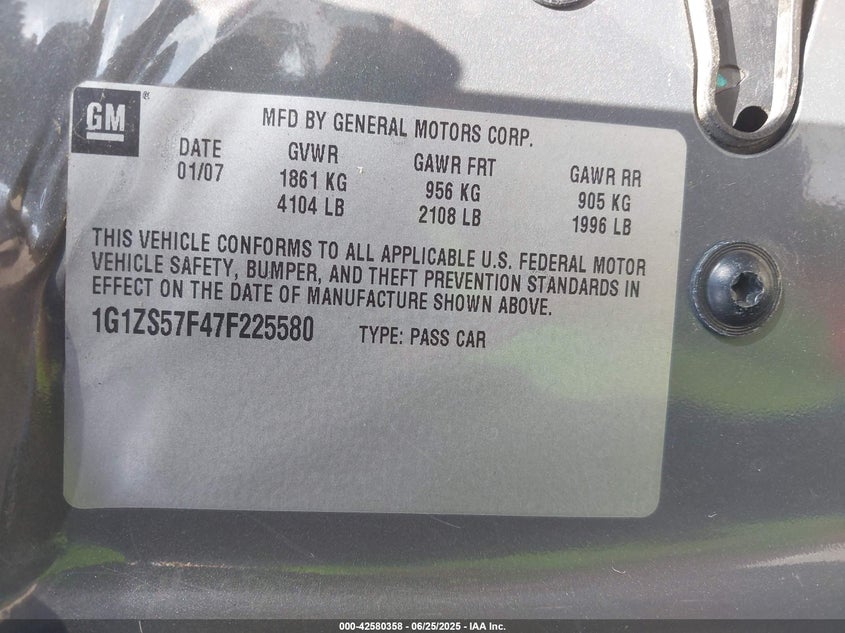 GM
MFD BY GENERAL MOTORS CORP.
DATE GVWR GAWR FRT GAWR RR
01/07 1861 KG 956 KG 905 KG
4104 LB 2108 LB 1996 LB
THIS VEHICLE CONFORMS TO ALL APPLICABLE U.S. FEDERAL MOTOR
VEHICLE SAFETY, BUMPER, AND THEFT PREVENTION STANDARDS IN
EFFECT ON THE DATE OF MANUFACTURE SHOWN ABOVE.
1G1ZS57F47F225580 TYPE: PASS CAR
000-42580358 - 06/25/2025 - IAA Inc.